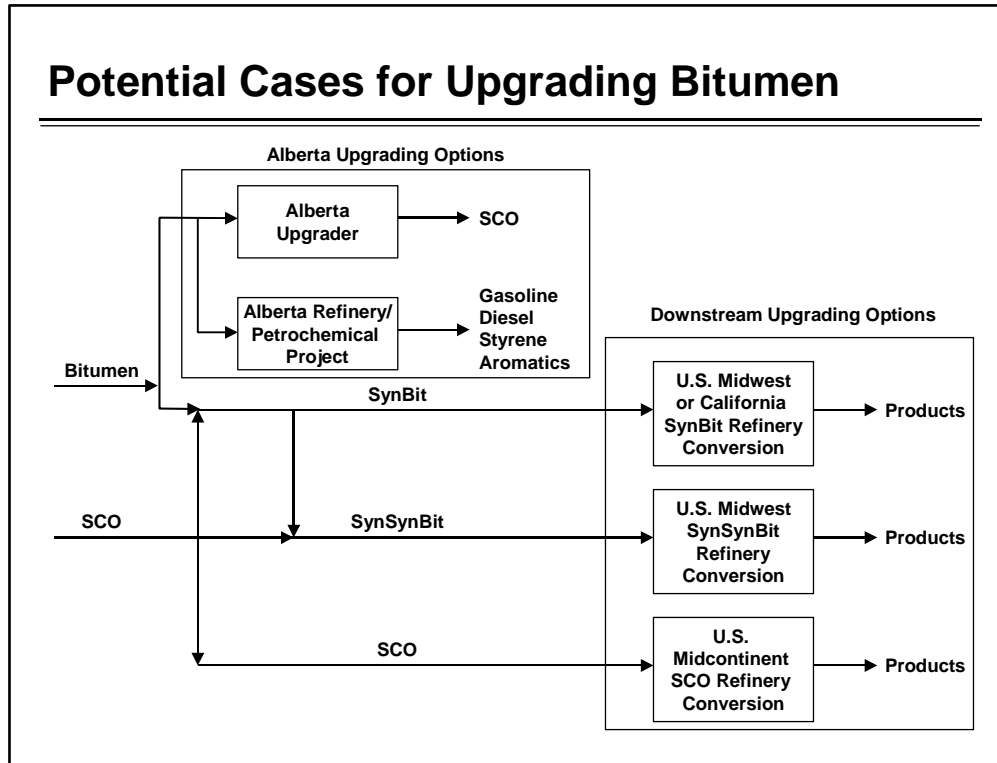 Potential Cases for Upgrading Bitumen
Alberta Upgrading Options
Alberta
Upgrader
SCO
Alberta Refinery/
Petrochemical
Project
Gasoline
Diesel
Styrene
Aromatics
Downstream Upgrading Options
Bitumen
SynBit
U.S. Midwest
or California
SynBit Refinery
Conversion
Products
SCO
SynSynBit
U.S. Midwest
SynSynBit
Refinery
Conversion
Products
SCO
U.S.
Midcontinent
SCO Refinery
Conversion
Products